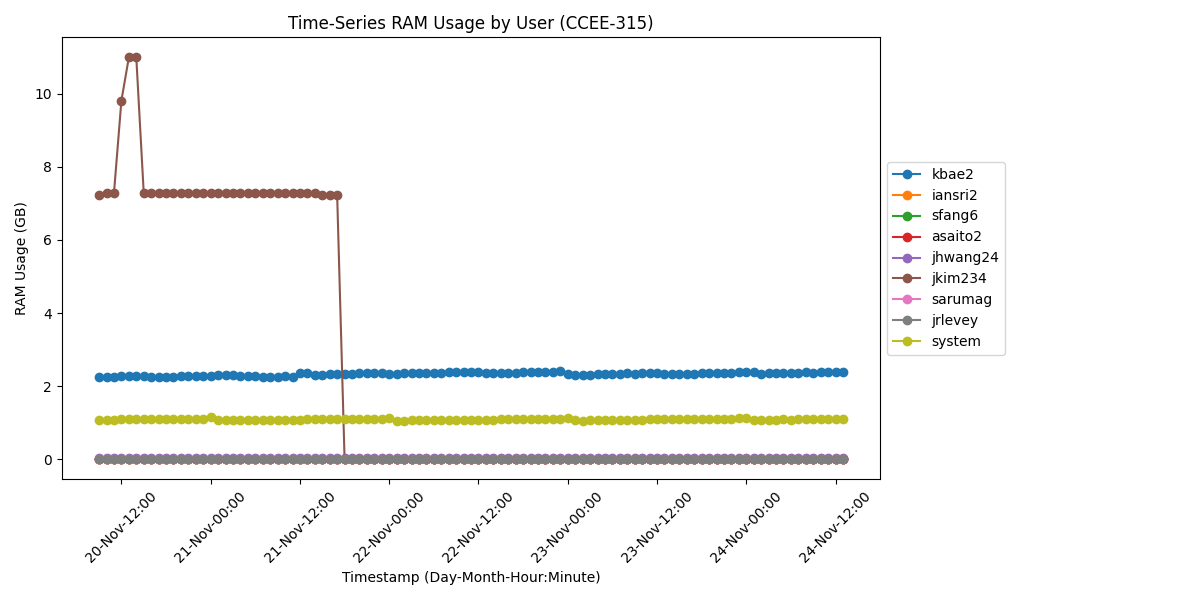 Time-Series RAM Usage by User (CCEE-315)
RAM Usage (GB)
10
8
6
4
2
0
20-Nov-12:00
21-Nov-00:00
21-Nov-12:00
22-Nov-00:00
22-Nov-12:00
23-Nov-00:00
23-Nov-12:00
24-Nov-00:00
24-Nov-12:00
Timestamp (Day-Month-Hour:Minute)
kbae2
iansri2
sfang6
asaito2
jhwang24
jkim234
sarumag
jrlevey
system